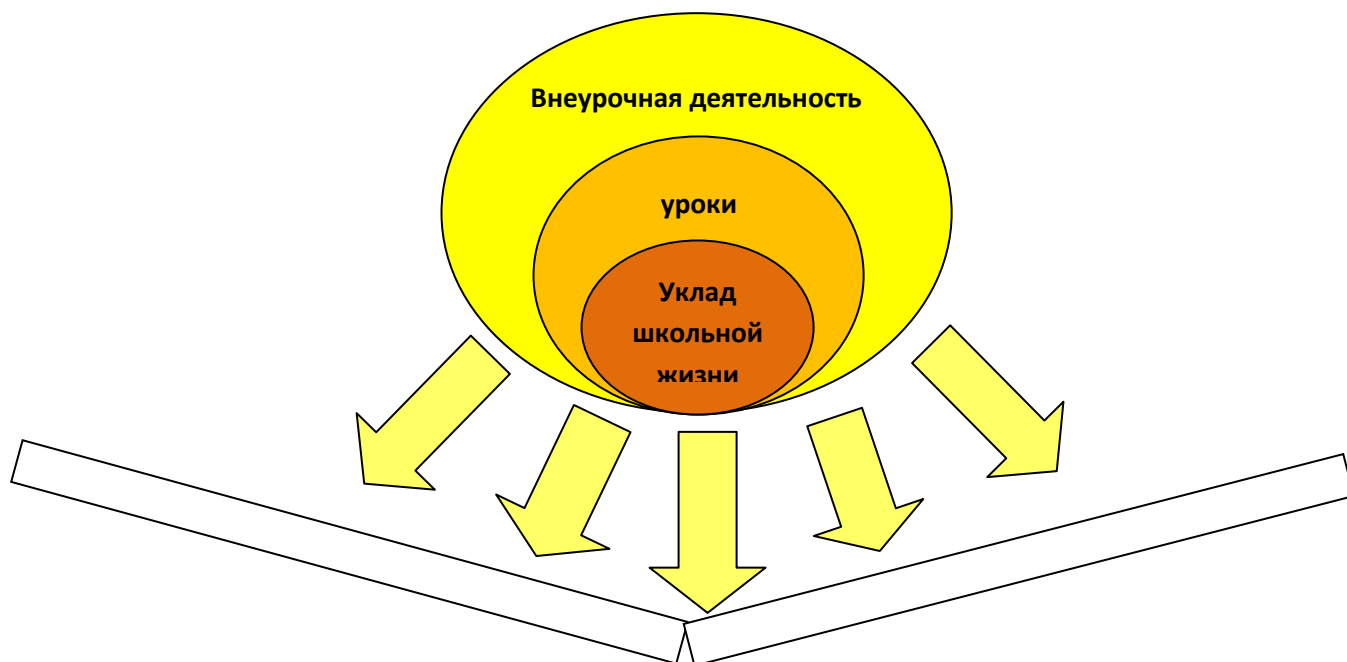 Внеурочная деятельность
уроки
Уклад
школьной
жизни